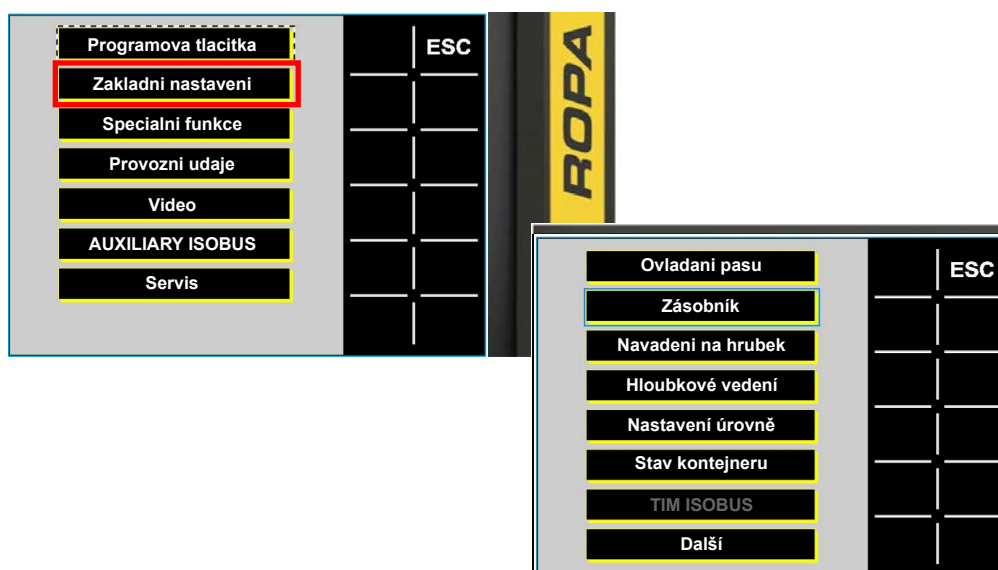 Programova tlacitka
ESC
Zakladni nastaveni
Specialni funkce
Provozni udaje
Video
AUXILIARY ISOBUS
Servis
ROPA
Ovladani pasu
ESC
Zásobník
Navadeni na hrubek
Hloubkové vedení
Nastavení úrovně
Stav kontejneru
TIM ISOBUS
Další